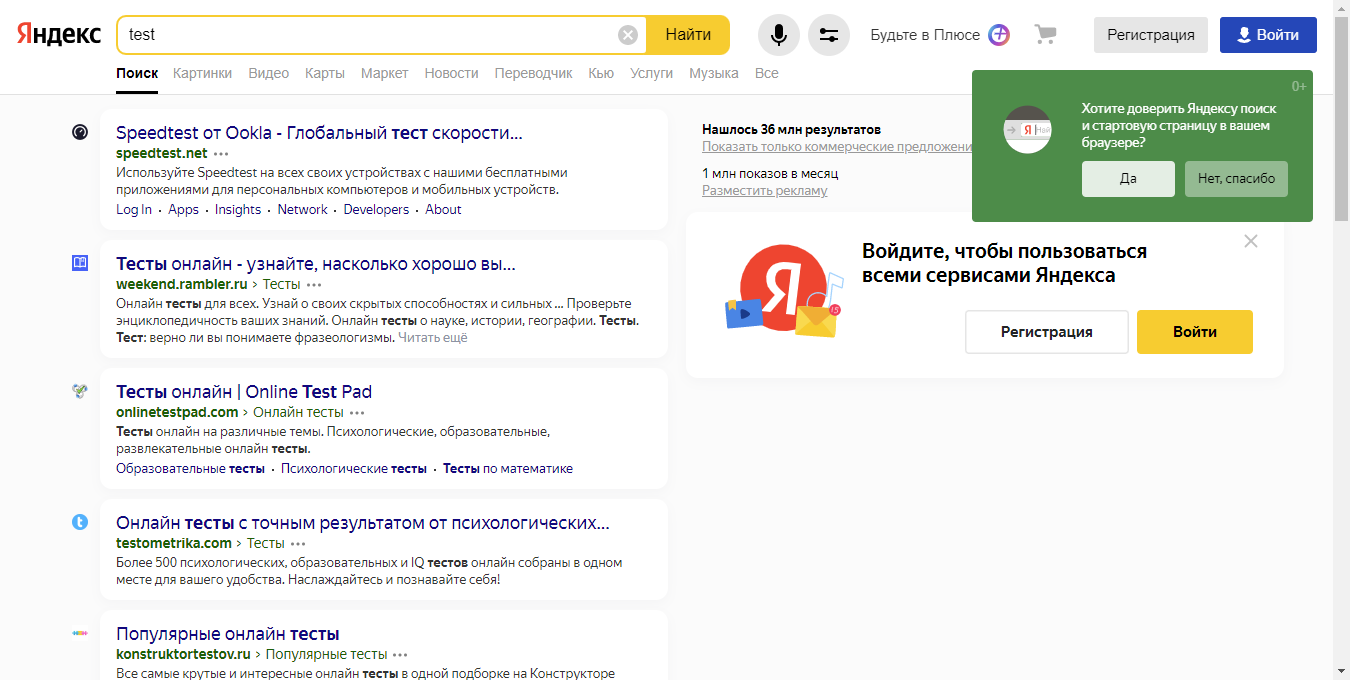 Яндекс
test
Найти
Будьте в Плюсе
Регистрация
Войти
Поиск Картинки Видео Карты Маркет Новости Переводчик Кью Услуги Музыка Все
0+
Хотите доверить Яндексу поиск
и стартовую страницу в вашем
браузере?
Да
Нет, спасибо
Speedtest от Ookla - Глобальный тест скорости...
speedtest.net
Используйте Speedtest на всех своих устройствах с нашими бесплатными
приложениями для персональных компьютеров и мобильных устройств.
Log In · Apps · Insights · Network · Developers · About
Тесты онлайн - узнайте, насколько хорошо вы...
weekend.rambler.ru › Тесты
Онлайн тесты для всех. Узнай о своих скрытых способностях и сильных ... Проверьте
энциклопедичность ваших знаний. Онлайн тесты о науке, истории, географии. Тесты.
Тест: верно ли вы понимаете фразеологизмы. Читать ещё
Тесты онлайн | Online Test Pad
onlinetestpad.com › Онлайн тесты
Тесты онлайн на различные темы. Психологические, образовательные,
развлекательные онлайн тесты.
Образовательные тесты · Психологические тесты · Тесты по математике
Онлайн тесты с точным результатом от психологических...
testometrika.com › Тесты
Более 500 психологических, образовательных и IQ тестов онлайн собраны в одном
месте для вашего удобства. Наслаждайтесь и познавайте себя!
Популярные онлайн тесты
konstruktortestov.ru › Популярные тесты
Все самые крутые и интересные онлайн тесты в одной подборке на Конструкторе
Нашлось 36 млн результатов
Показать только коммерческие предложени
1 млн показов в месяц
Разместить рекламу
Я
15
Войдите, чтобы пользоваться
всеми сервисами Яндекса
Регистрация
Войти